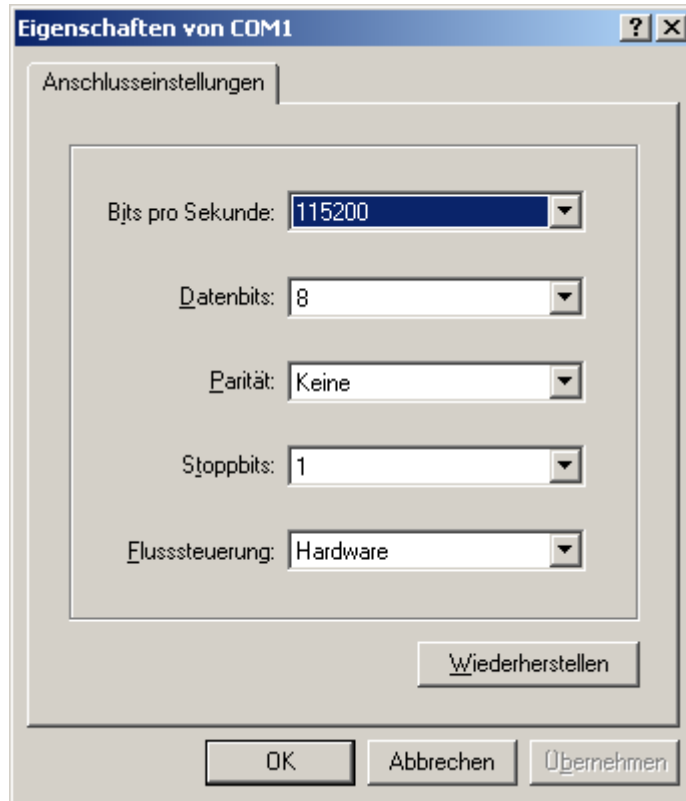 Eigenschaften von COM1
Anschlusseinstellungen
Bits pro Sekunde: 115200
Datenbits: 8
Parität: Keine
Stoppbits: 1
Flusssteuerung: Hardware
Wiederherstellen
OK Abbrechen Übernehmen